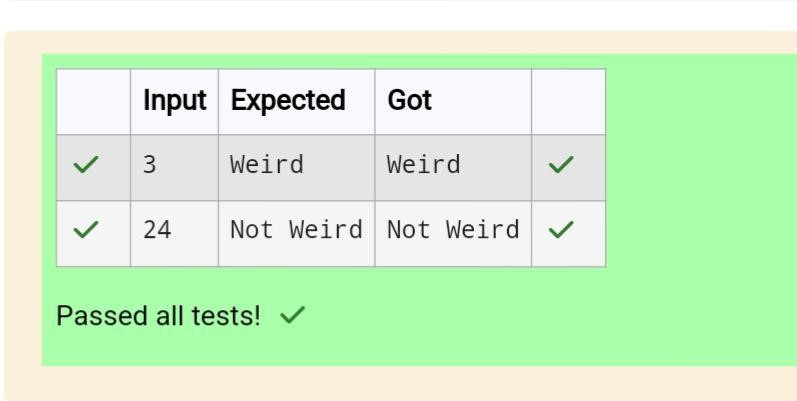 Input Expected Got
3 Weird Weird
24 Not Weird Not Weird
Passed all tests!